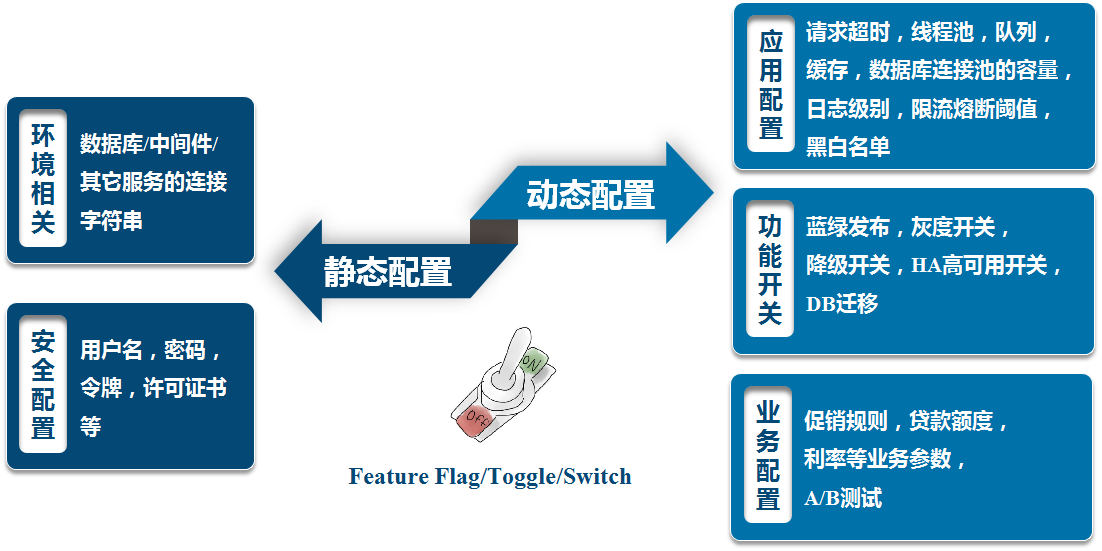 环境相关
数据库/中间件/
其它服务的连接
字符串
安全配置
用户名，密码，
令牌，许可证书
等
静态配置
动态配置
ON
OFF
Feature Flag/Toggle/Switch
应用配置
请求超时，线程池，队列，
缓存，数据库连接池的容量，
日志级别，限流熔断阈值，
黑白名单
功能开关
蓝绿发布，灰度开关，
降级开关，HA高可用开关，
DB迁移
业务配置
促销规则，贷款额度，
利率等业务参数，
A/B测试